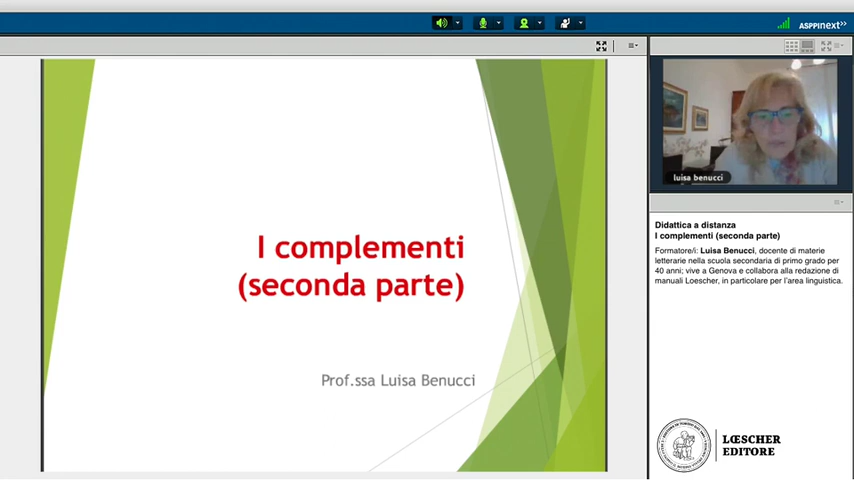 ASPPInext>>
I complementi
(seconda parte)
Prof.ssa Luisa Benucci
luisa benucci
Didattica a distanza
I complementi (seconda parte)
Formatore/i: Luisa Benucci, docente di materie
letterarie nella scuola secondaria di primo grado per
40 anni; vive a Genova e collabora alla redazione di
manuali Loescher, in particolare per l'area linguistica.
LŒSCHER
EDITORE